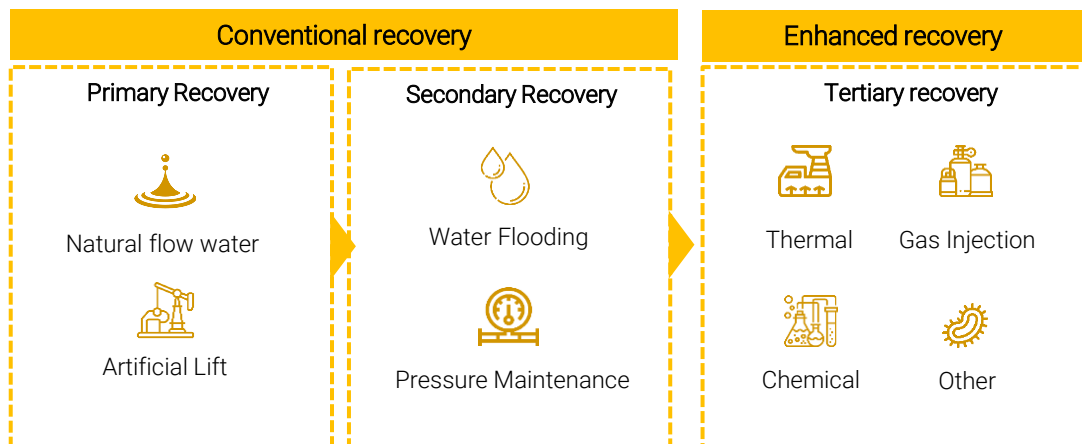 Conventional recovery
Enhanced recovery
Primary Recovery
Secondary Recovery
Tertiary recovery
Natural flow water
Water Flooding
Thermal
Gas Injection
Artificial Lift
Pressure Maintenance
Chemical
Other